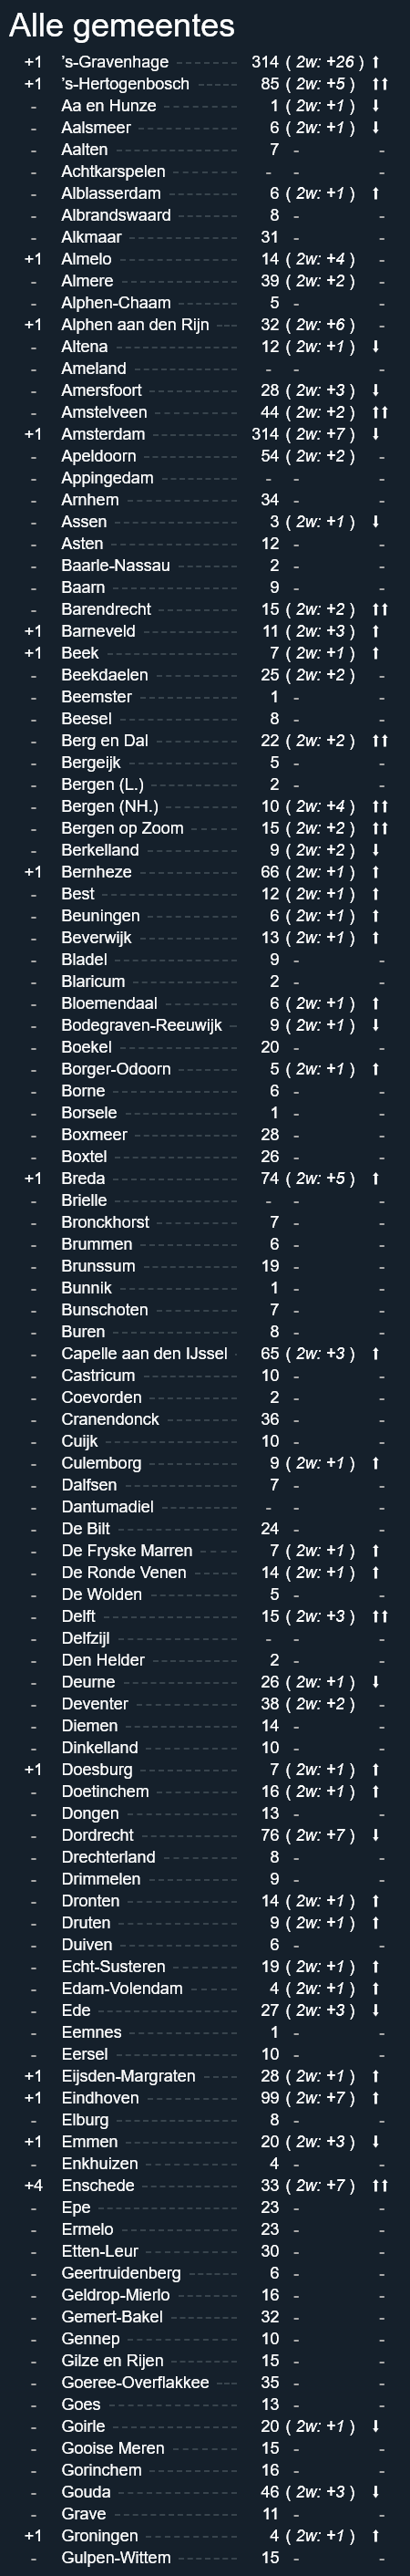 Alle gemeentes
+1 's-Gravenhage ------ 314 ( 2w: +26 ) ⬆
+1 's-Hertogenbosch ----- 85 ( 2w: +5 ) ⬆⬆
- Aa en Hunze 1 ( 2w: +1 ) ⬇
- Aalsmeer 6 ( 2w: +1 ) ⬇
- Aalten 7 - -
- Achtkarspelen - - -
- Alblasserdam 6 ( 2w: +1 ) ⬆
- Albrandswaard 8 - -
- Alkmaar 31 - -
+1 Almelo 14 ( 2w: +4 ) -
- Almere 39 ( 2w: +2 ) -
- Alphen-Chaam 5 - -
+1 Alphen aan den Rijn 32 ( 2w: +6 ) -
- Altena 12 ( 2w: +1 ) ⬇
- Ameland - - -
- Amersfoort 28 ( 2w: +3 ) ⬇
- Amstelveen 44 ( 2w: +2 ) ⬆⬆
+1 Amsterdam 314 ( 2w: +7 ) ⬇
- Apeldoorn 54 ( 2w: +2 ) -
- Appingedam - - -
- Arnhem 34 - -
- Assen 3 ( 2w: +1 ) ⬇
- Asten 12 - -
- Baarle-Nassau 2 - -
- Baarn 9 - -
- Barendrecht 15 ( 2w: +2 ) ⬆⬆
+1 Barneveld 11 ( 2w: +3 ) ⬆
+1 Beek 7 ( 2w: +1 ) ⬆
- Beekdaelen 25 ( 2w: +2 ) -
- Beemster 1 - -
- Beesel 8 - -
- Berg en Dal 22 ( 2w: +2 ) ⬆⬆
- Bergeijk 5 - -
- Bergen (L.) 2 - -
- Bergen (NH.) 10 ( 2w: +4 ) ⬆⬆
- Bergen op Zoom 15 ( 2w: +2 ) ⬆⬆
- Berkelland 9 ( 2w: +2 ) ⬇
+1 Bernheze 66 ( 2w: +1 ) ⬆
- Best 12 ( 2w: +1 ) ⬆
- Beuningen 6 ( 2w: +1 ) ⬆
- Beverwijk 13 ( 2w: +1 ) ⬆
- Bladel 9 - -
- Blaricum 2 - -
- Bloemendaal 6 ( 2w: +1 ) ⬆
- Bodegraven-Reeuwijk 9 ( 2w: +1 ) ⬇
- Boekel 20 - -
- Borger-Odoorn 5 ( 2w: +1 ) ⬆
- Borne 6 - -
- Borsele 1 - -
- Boxmeer 28 - -
- Boxtel 26 - -
+1 Breda 74 ( 2w: +5 ) ⬆
- Brielle - - -
- Bronckhorst 7 - -
- Brummen 6 - -
- Brunssum 19 - -
- Bunnik 1 - -
- Bunschoten 7 - -
- Buren 8 - -
- Capelle aan den IJssel 65 ( 2w: +3 ) ⬆
- Castricum 10 - -
- Coevorden 2 - -
- Cranendonck 36 - -
- Cuijk 10 - -
- Culemborg 9 ( 2w: +1 ) ⬆
- Dalfsen 7 - -
- Dantumadiel - - -
- De Bilt 24 - -
- De Fryske Marren 7 ( 2w: +1 ) ⬆
- De Ronde Venen 14 ( 2w: +1 ) ⬆
- De Wolden 5 - -
- Delft 15 ( 2w: +3 ) ⬆⬆
- Delfzijl - - -
- Den Helder 2 - -
- Deurne 26 ( 2w: +1 ) ⬇
- Deventer 38 ( 2w: +2 ) -
- Diemen 14 - -
- Dinkelland 10 - -
+1 Doesburg 7 ( 2w: +1 ) ⬆
- Doetinchem 16 ( 2w: +1 ) ⬆
- Dongen 13 - -
- Dordrecht 76 ( 2w: +7 ) ⬇
- Drechterland 8 - -
- Drimmelen 9 - -
- Dronten 14 ( 2w: +1 ) ⬆
- Druten 9 ( 2w: +1 ) ⬆
- Duiven 6 - -
- Echt-Susteren 19 ( 2w: +1 ) ⬆
- Edam-Volendam 4 ( 2w: +1 ) ⬆
- Ede 27 ( 2w: +3 ) ⬇
- Eemnes 1 - -
- Eersel 10 - -
+1 Eijsden-Margraten 28 ( 2w: +1 ) ⬆
+1 Eindhoven 99 ( 2w: +7 ) ⬆
- Elburg 8 - -
+1 Emmen 20 ( 2w: +3 ) ⬇
- Enkhuizen 4 - -
+4 Enschede 33 ( 2w: +7 ) ⬆⬆
- Epe 23 - -
- Ermelo 23 - -
- Etten-Leur 30 - -
- Geertruidenberg 6 - -
- Geldrop-Mierlo 16 - -
- Gemert-Bakel 32 - -
- Gennep 10 - -
- Gilze en Rijen 15 - -
- Goeree-Overflakkee 35 - -
- Goes 13 - -
- Goirle 20 ( 2w: +1 ) ⬇
- Gooise Meren 15 - -
- Gorinchem 16 - -
- Gouda 46 ( 2w: +3 ) ⬇
- Grave 11 - -
+1 Groningen 4 ( 2w: +1 ) ⬆
- Gulpen-Wittem 15 - -